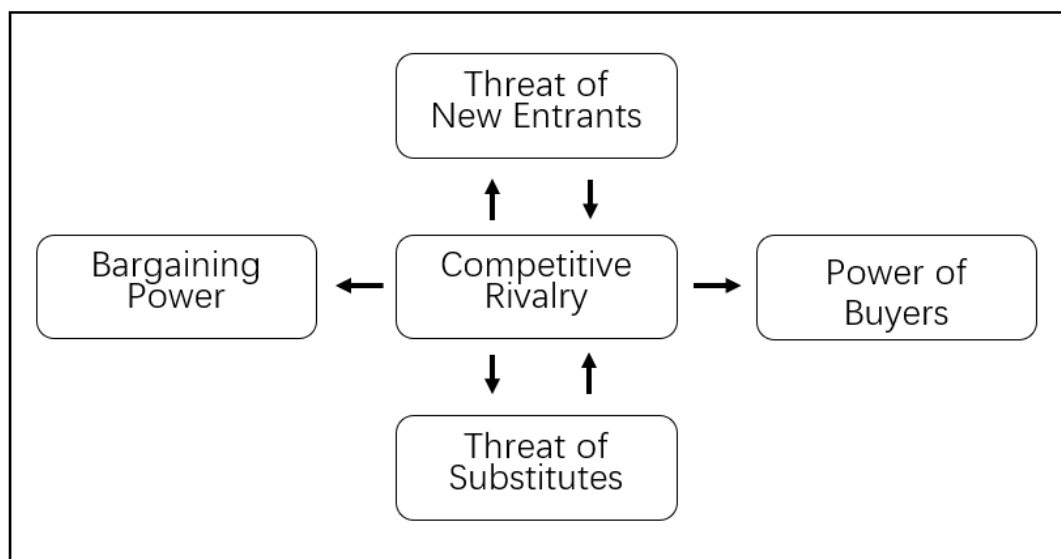 Threat of
New Entrants
Bargaining
Power
Competitive
Rivalry
Power of
Buyers
Threat of
Substitutes